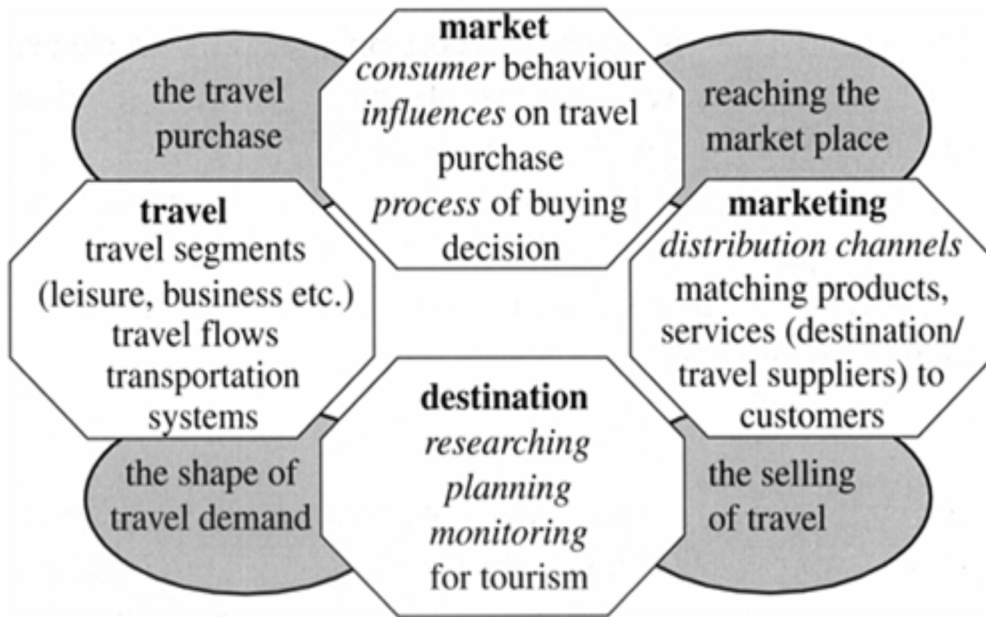 market
consumer behaviour
influences on travel
purchase
process of buying
decision
the travel
purchase
reaching the
market place
travel
travel segments
(leisure, business etc.)
travel flows
transportation
systems
marketing
distribution channels
matching products,
services (destination/
travel suppliers) to
customers
destination
researching
planning
monitoring
for tourism
the shape of
travel demand
the selling
of travel